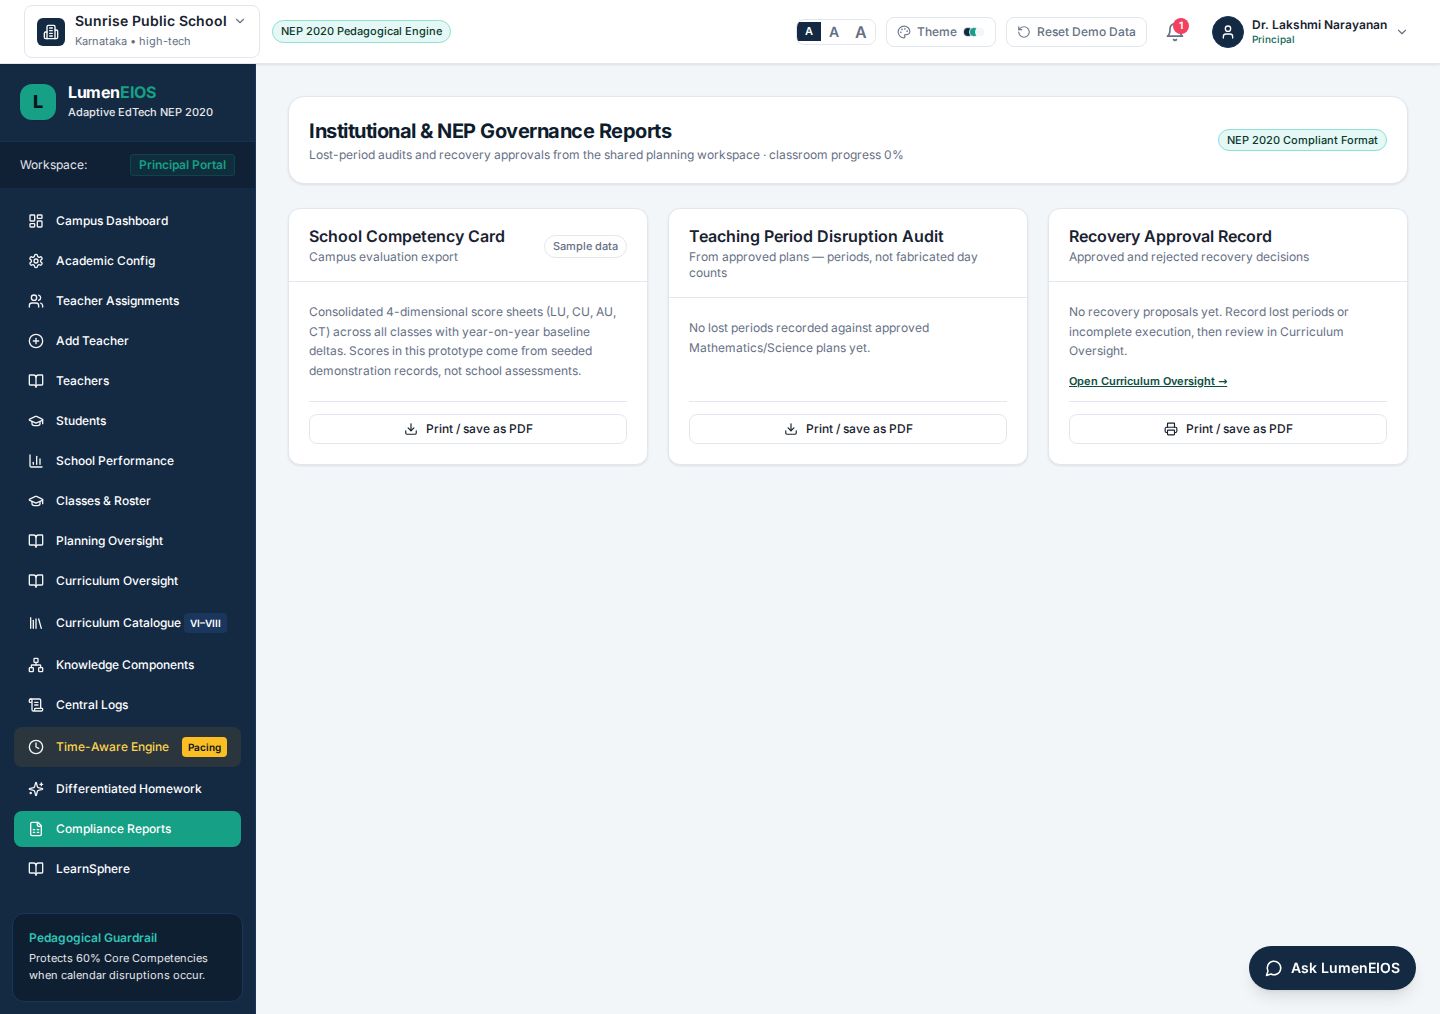 Sunrise Public School
Karnataka • high-tech
NEP 2020 Pedagogical Engine
A A A
Theme
Reset Demo Data
1
Dr. Lakshmi Narayanan
Principal
L
LumenEIOS
Adaptive EdTech NEP 2020
Workspace:
Principal Portal
Campus Dashboard
Academic Config
Teacher Assignments
Add Teacher
Teachers
Students
School Performance
Classes & Roster
Planning Oversight
Curriculum Oversight
Curriculum Catalogue VI–VIII
Knowledge Components
Central Logs
Time-Aware Engine Pacing
Differentiated Homework
Compliance Reports
LearnSphere
Pedagogical Guardrail
Protects 60% Core Competencies
when calendar disruptions occur.
Institutional & NEP Governance Reports
Lost-period audits and recovery approvals from the shared planning workspace · classroom progress 0%
NEP 2020 Compliant Format
School Competency Card
Campus evaluation export
Sample data
Consolidated 4-dimensional score sheets (LU, CU, AU,
CT) across all classes with year-on-year baseline
deltas. Scores in this prototype come from seeded
demonstration records, not school assessments.
Print / save as PDF
Teaching Period Disruption Audit
From approved plans — periods, not fabricated day
counts
No lost periods recorded against approved
Mathematics/Science plans yet.
Print / save as PDF
Recovery Approval Record
Approved and rejected recovery decisions
No recovery proposals yet. Record lost periods or
incomplete execution, then review in Curriculum
Oversight.
Open Curriculum Oversight →
Print / save as PDF
Ask LumenEIOS